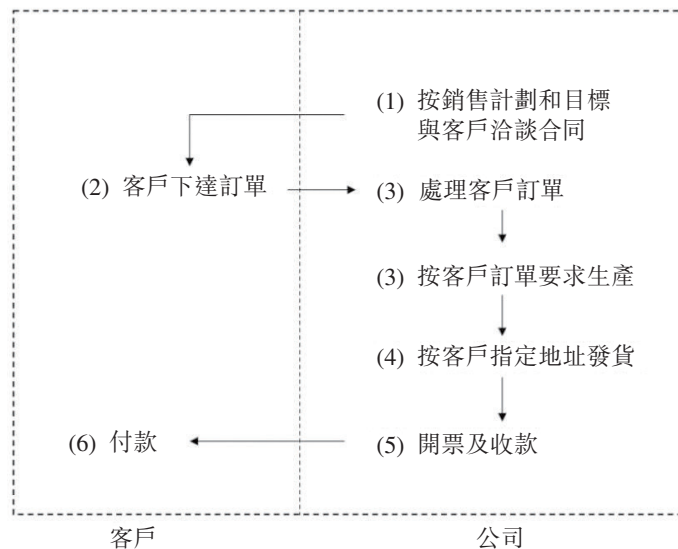 (1) 按銷售計劃和目標
與客戶洽談合同
(2) 客戶下達訂單
(3) 處理客戶訂單
(3) 按客戶訂單要求生產
(4) 按客戶指定地址發貨
(6) 付款
(5) 開票及收款
客戶
公司